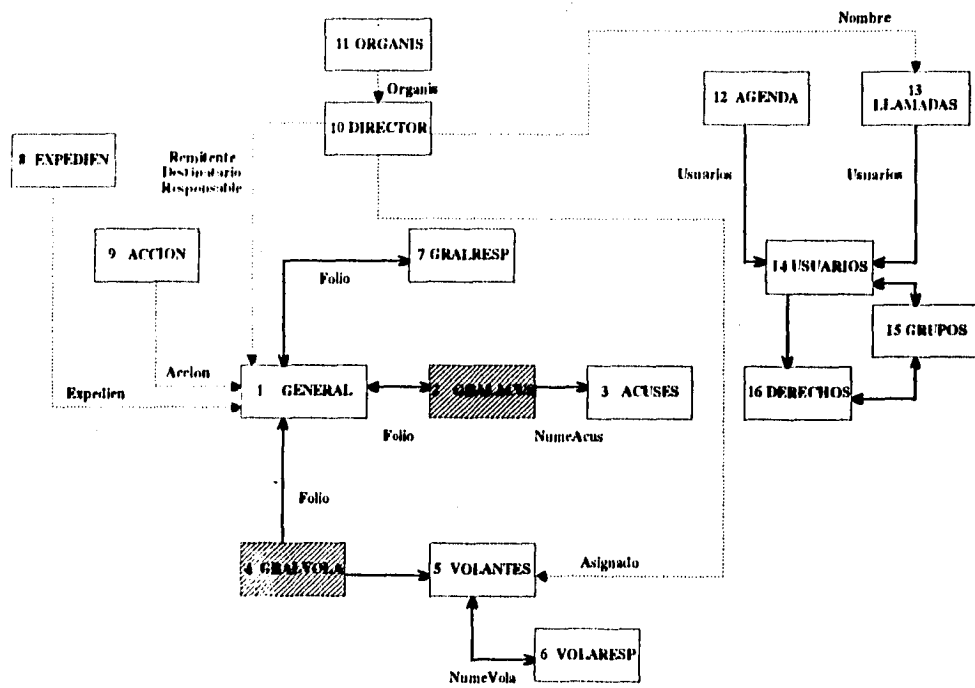 Nombre
11 ORGANIS
Organis
12 AGENDA
13
LLAMADAS
10 DIRECTOR
8 EXPEDIEN
Remitente
Destinatario
Responsable
Usuarios
Usuarios
9 ACCION
7 GRALRESP
Folio
14 USUARIOS
15 GRUPOS
Accion
Expedien
1 GENERAL
2 GRALACUS
3 ACUSES
16 DERECHOS
Folio
NumeAcus
Folio
4 GRALVOLA
5 VOLANTES
Asignado
6 VOLARESP
NumeVola